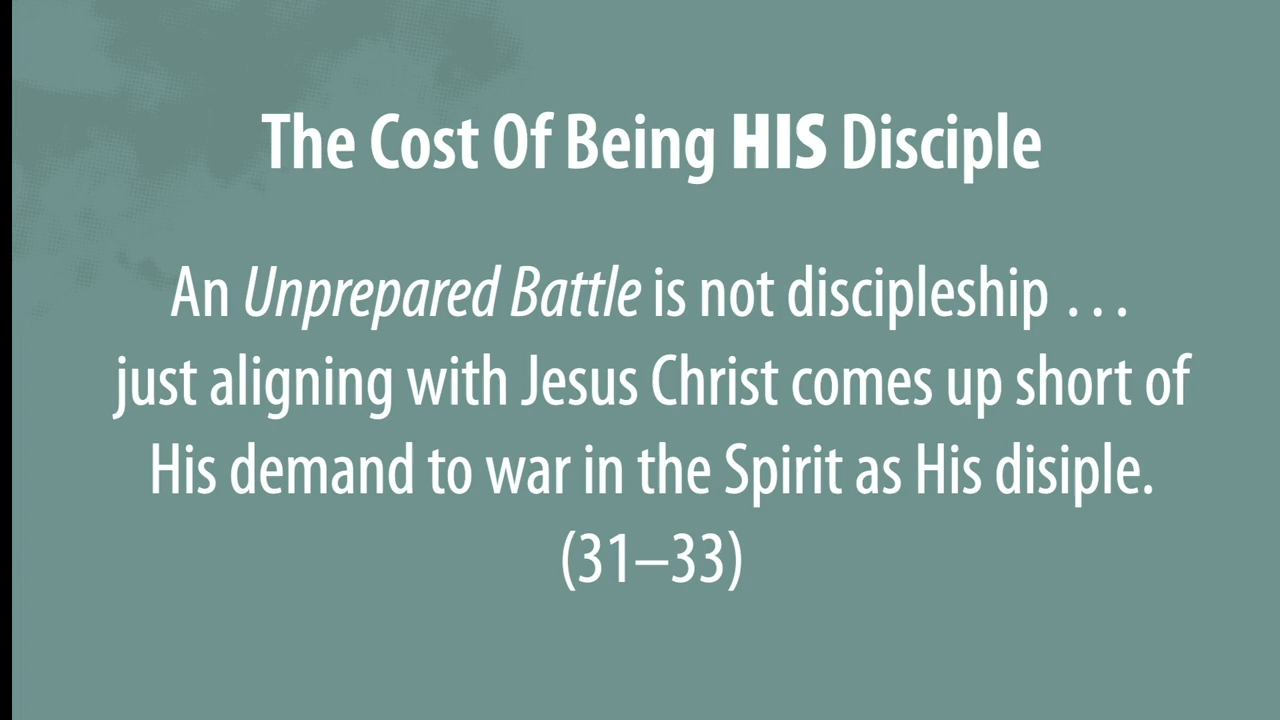 The Cost Of Being HIS Disciple
An Unprepared Battle is not discipleship . . .
just aligning with Jesus Christ comes up short of
His demand to war in the Spirit as His disiple.
(31–33)